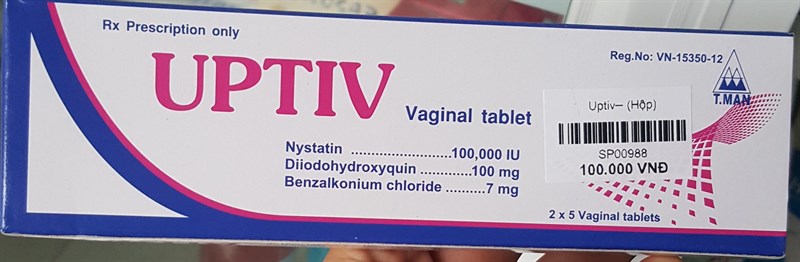 Rx Prescription only
UPTIV
Vaginal tablet
Nystatin ........................100,000 IU
Diiodohydroxyquin ............100 mg
Benzalkonium chloride ..........7 mg
Reg.No: VN-15350-12
T.MAN
Uptiv– (Hộp)
SP00988
100.000 VNĐ
2 x 5 Vaginal tablets